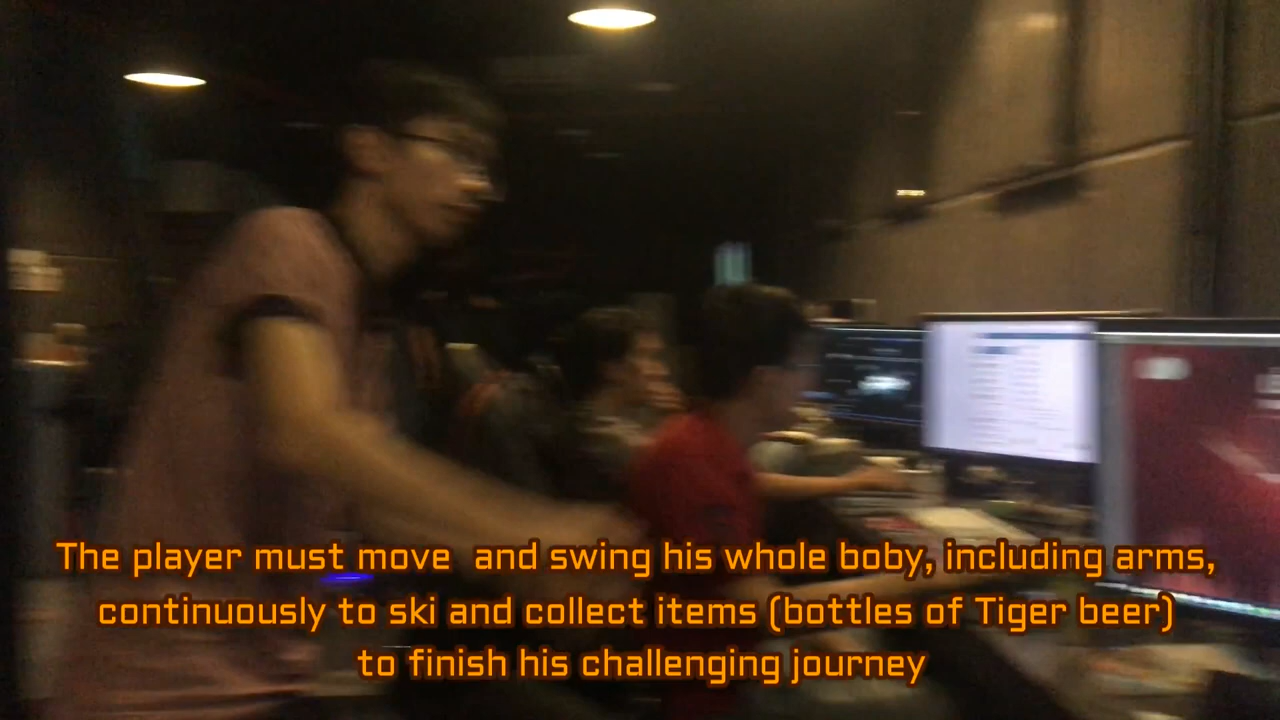 The player must move  and swing his whole boby, including arms,
continuously to ski and collect items (bottles of Tiger beer)
to finish his challenging journey